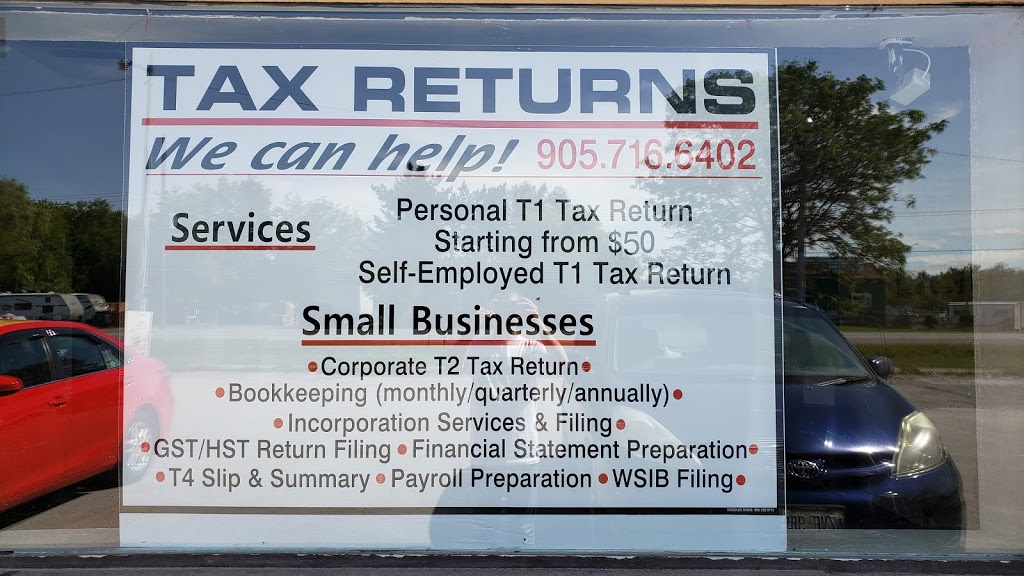 TAX RETURNS
We can help! 905.716.6402
Services
Personal T1 Tax Return
Starting from $50
Self-Employed T1 Tax Return
Small Businesses
•Corporate T2 Tax Return•
•Bookkeeping (monthly/quarterly/annually)•
•Incorporation Services & Filing•
•GST/HST Return Filing•Financial Statement Preparation•
•T4 Slip & Summary•Payroll Preparation•WSIB Filing•